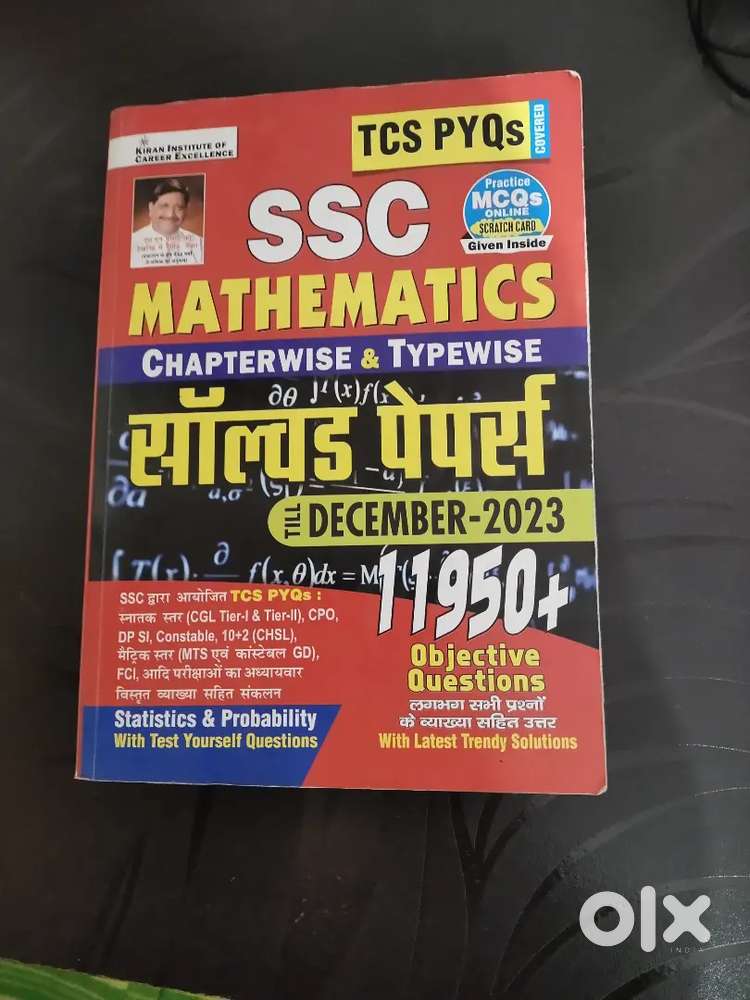 TCS PYQs
COVERED
KIRAN INSTITUTE OF
CAREER EXCELLENCE
Practice
MCQs
ONLINE
SCRATCH CARD
Given Inside
SSC
MATHEMATICS
CHAPTERWISE & TYPEWISE
सॉल्वड पेपर्स
TILL DECEMBER-2023
SSC द्वारा आयोजित TCS PYQs :
स्नातक स्तर (CGL Tier-I & Tier-II), CPO,
DP SI, Constable, 10+2 (CHSL),
मैट्रिक स्तर (MTS एवं कांस्टेबल GD),
FCI, आदि परीक्षाओं का अध्यायवार
विस्तृत व्याख्या सहित संकलन
11950+
Objective
Questions
लगभग सभी प्रश्नों
के व्याख्या सहित उत्तर
With Latest Trendy Solutions
Statistics & Probability
With Test Yourself Questions
olx
INDIA